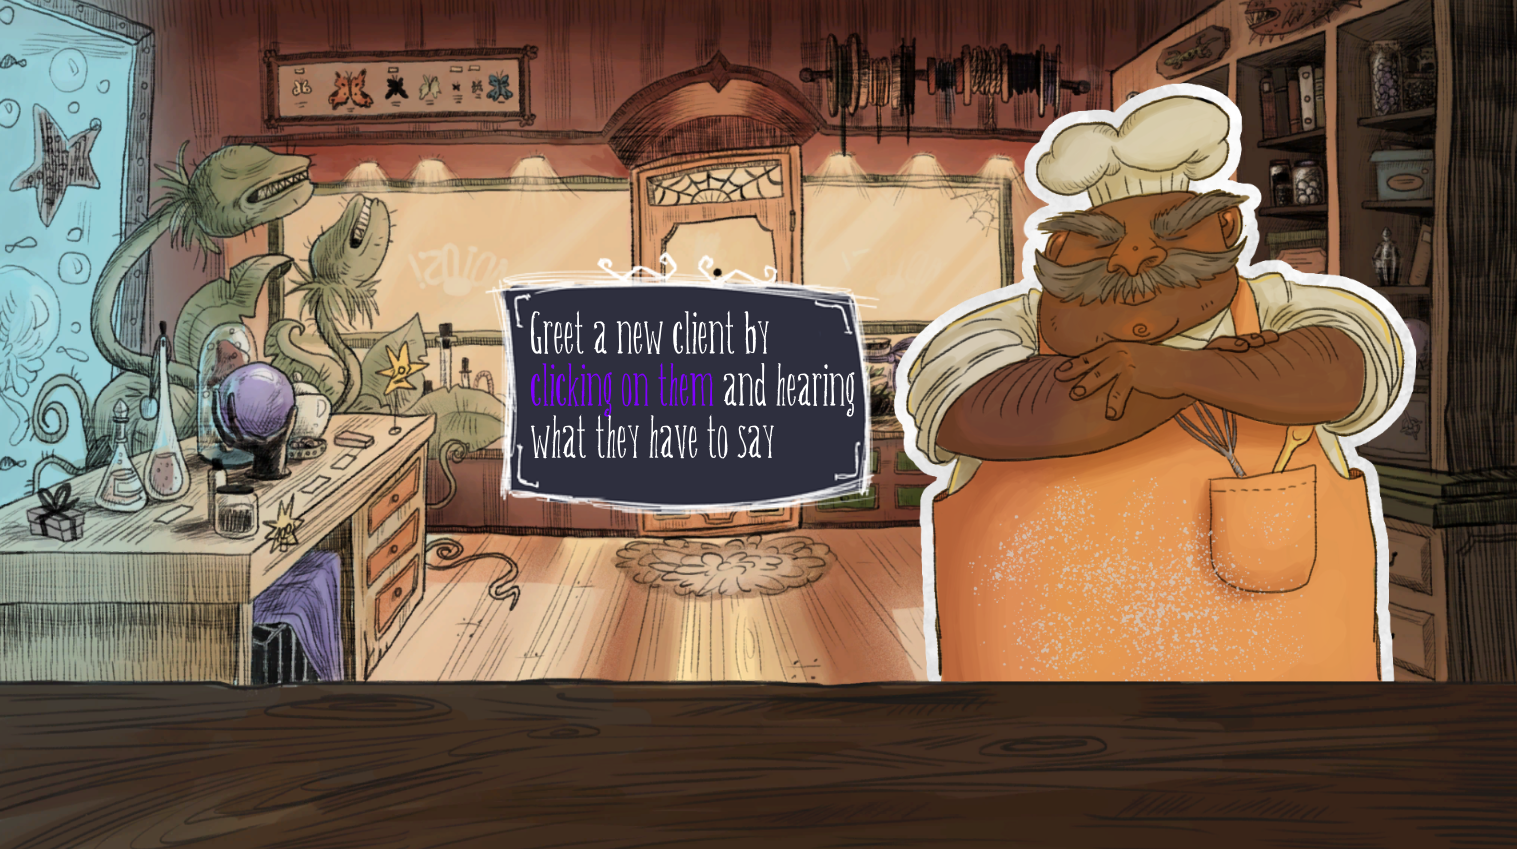 Greet a new client by
clicking on them and hearing
what they have to say